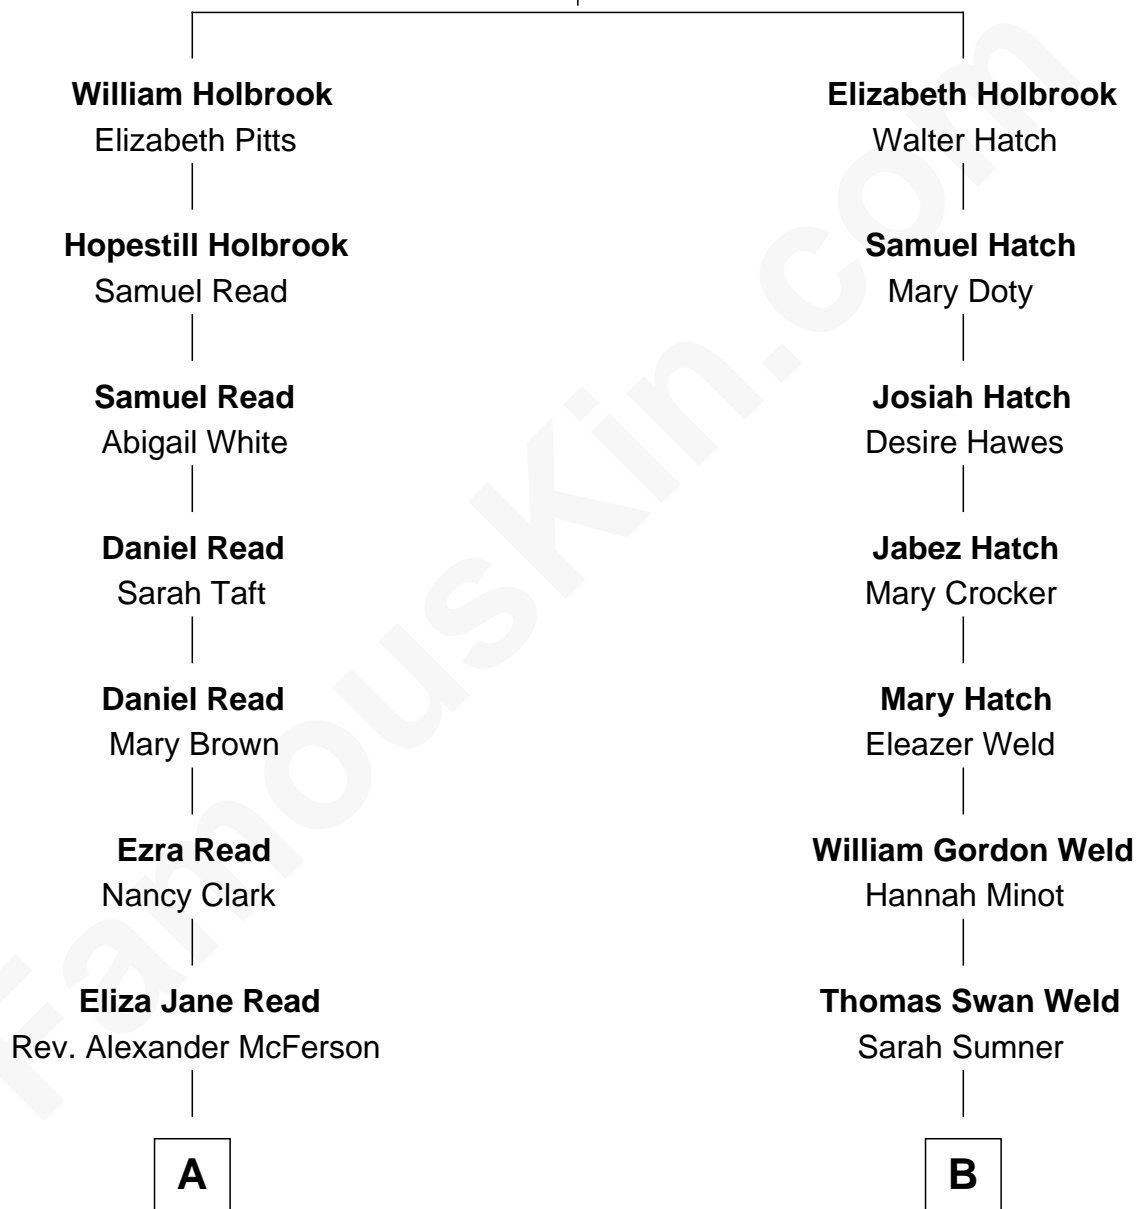 William Holbrook
Elizabeth Pitts
Hopestill Holbrook
Samuel Read
Samuel Read
Abigail White
Daniel Read
Sarah Taft
Daniel Read
Mary Brown
Ezra Read
Nancy Clark
Eliza Jane Read
Rev. Alexander McFerson
A
Elizabeth Holbrook
Walter Hatch
Samuel Hatch
Mary Doty
Josiah Hatch
Desire Hawes
Jabez Hatch
Mary Crocker
Mary Hatch
Eleazer Weld
William Gordon Weld
Hannah Minot
Thomas Swan Weld
Sarah Sumner
B
FamousKin.com